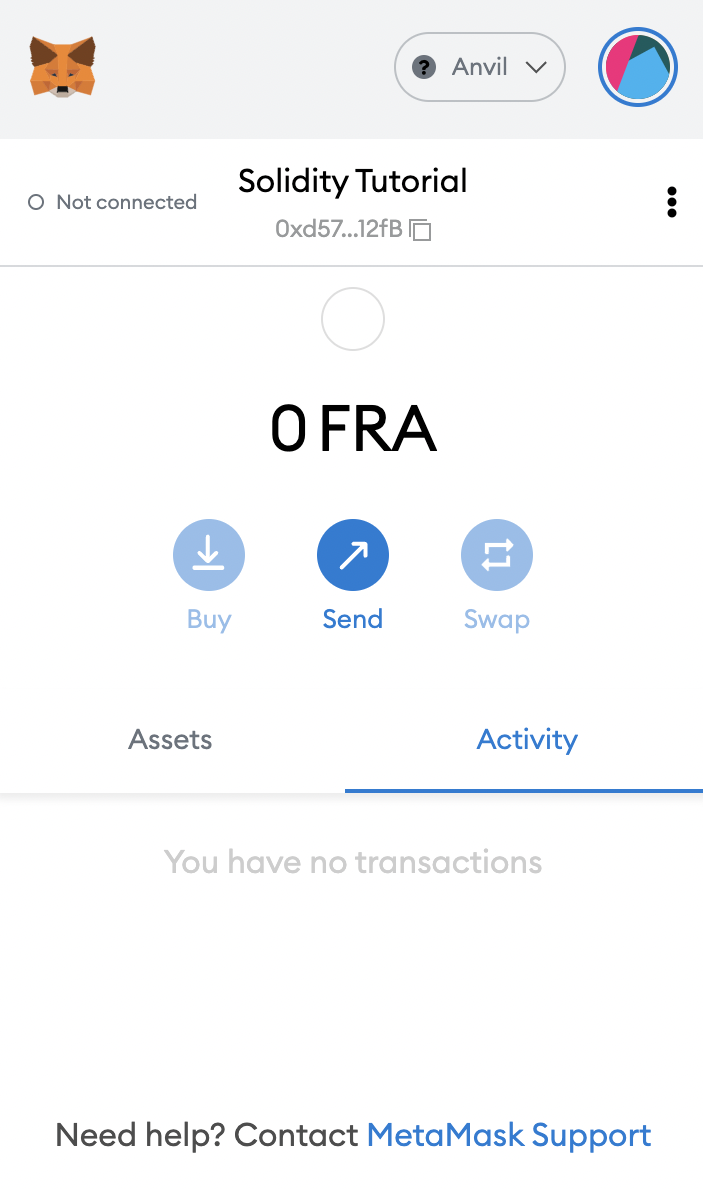 ? Anvil
Not connected
Solidity Tutorial
0xd57...12fB
0 FRA
Buy Send Swap
Assets Activity
You have no transactions
Need help? Contact MetaMask Support